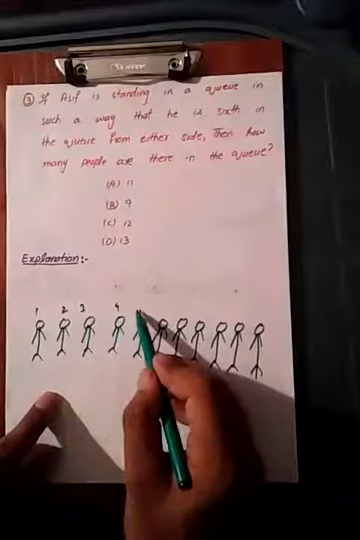 ③ If Asif is standing in a queue in
such a way that he is sixth in
the queue from either side, Then how
many people are there in the queue?
(A) 11
(B) 9
(C) 12
(D) 13
Explanation:-
1 2 3 4